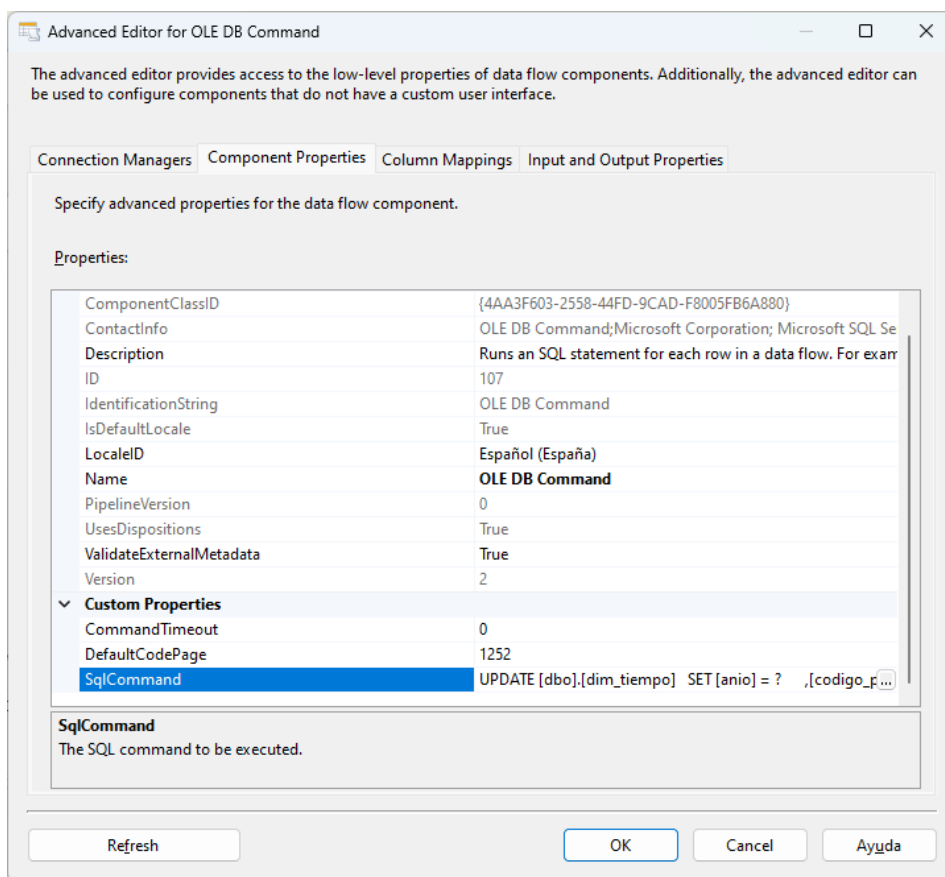 Advanced Editor for OLE DB Command
The advanced editor provides access to the low-level properties of data flow components. Additionally, the advanced editor can
be used to configure components that do not have a custom user interface.
Connection Managers Component Properties Column Mappings Input and Output Properties
Specify advanced properties for the data flow component.
Properties:
ComponentClassID {4AA3F603-2558-44FD-9CAD-F8005FB6A880}
ContactInfo OLE DB Command;Microsoft Corporation; Microsoft SQL Se
Description Runs an SQL statement for each row in a data flow. For exam
ID 107
IdentificationString OLE DB Command
IsDefaultLocale True
LocaleID Español (España)
Name OLE DB Command
PipelineVersion 0
UsesDispositions True
ValidateExternalMetadata True
Version 2
Custom Properties
CommandTimeout 0
DefaultCodePage 1252
SqlCommand UPDATE [dbo].[dim_tiempo] SET [anio] = ? ,[codigo_p...
SqlCommand
The SQL command to be executed.
Refresh OK Cancel Ayuda